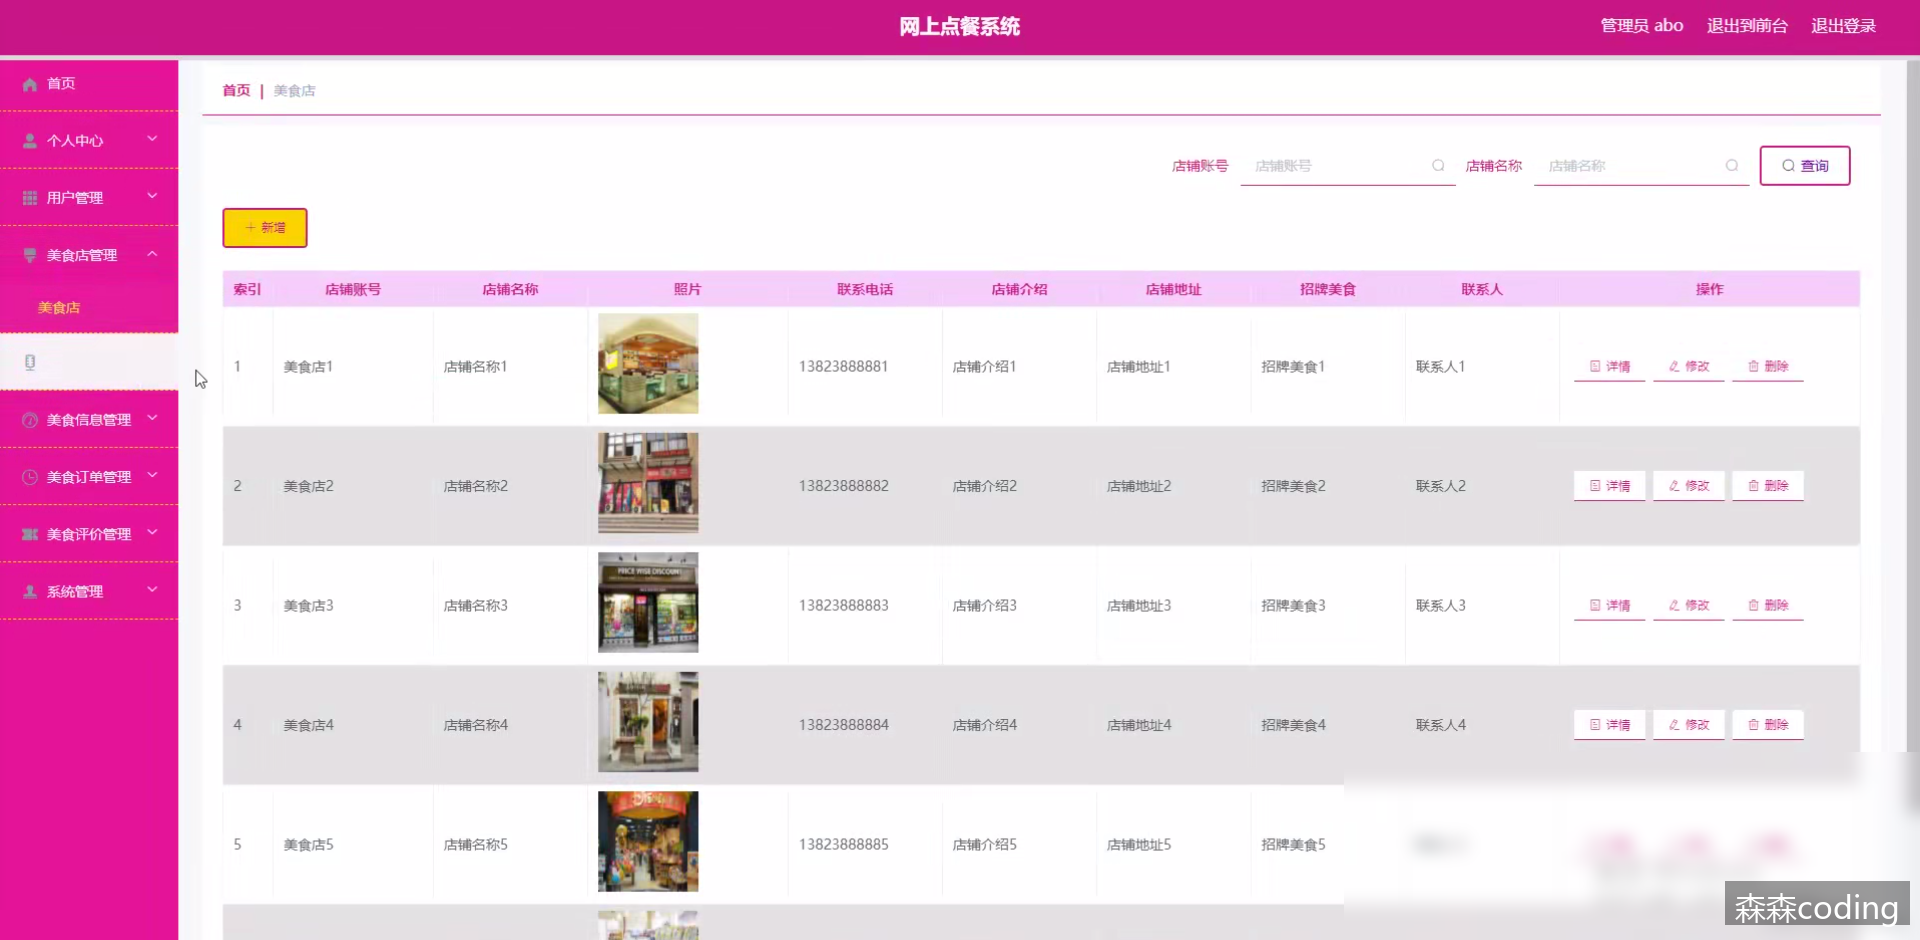 网上点餐系统
管理员 abo 退出到前台 退出登录
首页
个人中心
用户管理
美食店管理
美食店
美食信息管理
美食订单管理
美食评价管理
系统管理
首页 | 美食店
店铺账号 店铺账号 店铺名称 店铺名称 查询
+ 新增
索引 店铺账号 店铺名称 照片 联系电话 店铺介绍 店铺地址 招牌美食 联系人 操作
1 美食店1 店铺名称1 13823888881 店铺介绍1 店铺地址1 招牌美食1 联系人1 详情 修改 删除
2 美食店2 店铺名称2 13823888882 店铺介绍2 店铺地址2 招牌美食2 联系人2 详情 修改 删除
3 美食店3 店铺名称3 PRICE WISE DISCOUNT 13823888883 店铺介绍3 店铺地址3 招牌美食3 联系人3 详情 修改 删除
4 美食店4 店铺名称4 13823888884 店铺介绍4 店铺地址4 招牌美食4 联系人4 详情 修改 删除
5 美食店5 店铺名称5 13823888885 店铺介绍5 店铺地址5 招牌美食5
森森coding